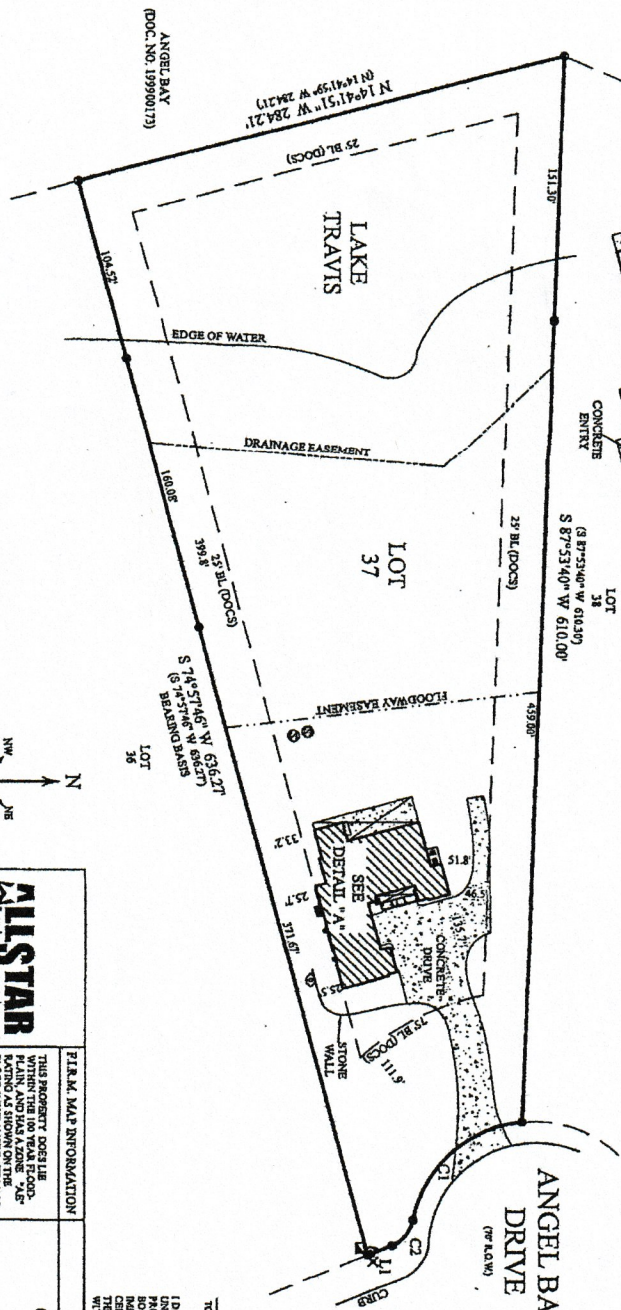 ANGEL BAY
(DOC. NO. 199900173)
N 14°41'51" W 284.21'
(N 14°41'59" W 284.21')
25' BL (DOCS)
LAKE
TRAVIS
151.30'
104.52'
EDGE OF WATER
DRAINAGE EASEMENT
CONCRETE
ENTRY
LOT
38
(S 87°53'40" W 610.30')
S 87°53'40" W 610.00'
25' BL (DOCS)
160.08'
LOT
37
25' BL (DOCS)
399.8'
S 74°57'46" W 636.27'
(S 74°57'46" W 636.27')
BEARING BASIS
LOT
36
FLOODWAY EASEMENT
SEE
DETAIL "A"
33.2'
25.7'
25.5'
51.8'
CONCRETE
DRIVE
371.67'
STONE
WALL
75' BL (DOCS)
111.9'
C1
C2
L1
CURB
ANGEL BA
DRIVE
(70' R.O.W.)
N
NW
NE
ALLSTAR
F.I.R.M. MAP INFORMATION
THIS PROPERTY DOES LIE
WITHIN THE 100 YEAR FLOOD-
PLAIN, AND HAS A ZONE "AE"
RATING AS SHOWN ON THE